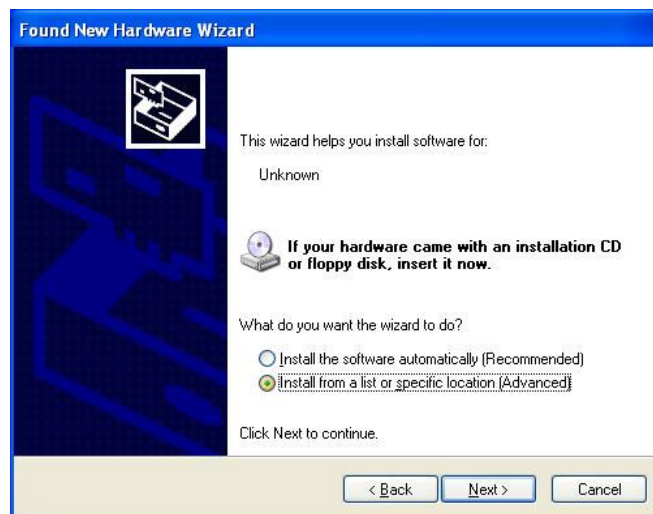 Found New Hardware Wizard
This wizard helps you install software for:
Unknown
If your hardware came with an installation CD
or floppy disk, insert it now.
What do you want the wizard to do?
Install the software automatically (Recommended)
Install from a list or specific location (Advanced)
Click Next to continue.
< Back Next > Cancel